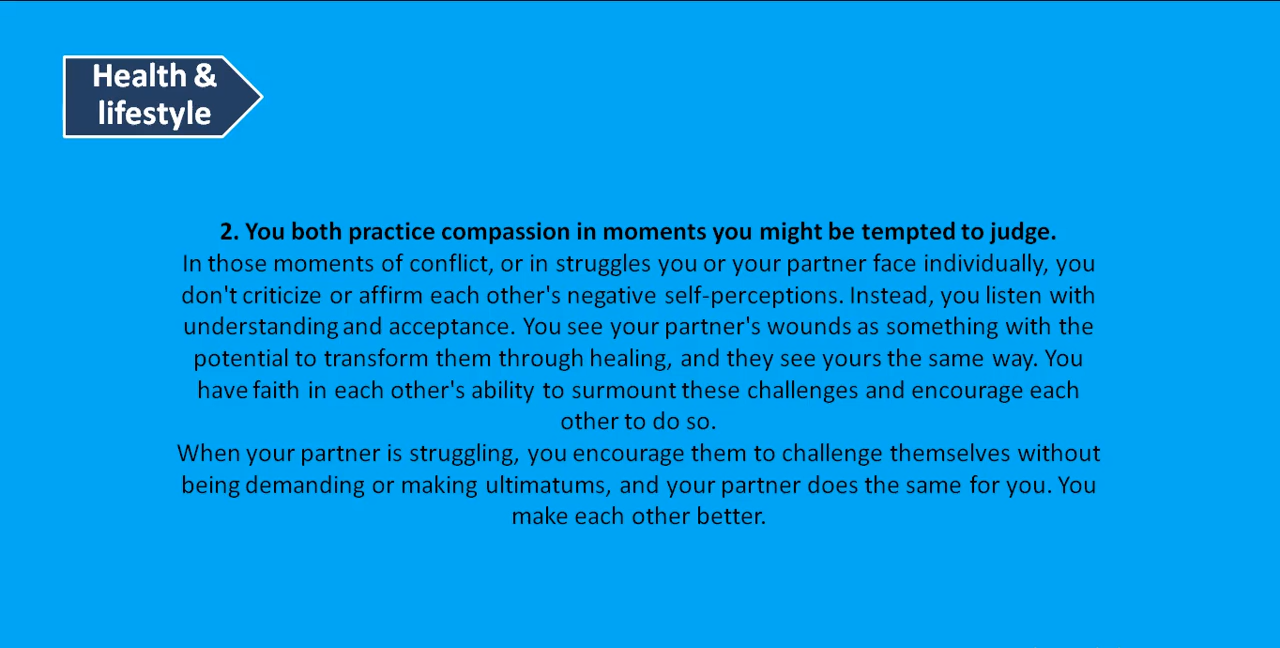 Health &
lifestyle
2. You both practice compassion in moments you might be tempted to judge.
In those moments of conflict, or in struggles you or your partner face individually, you
don't criticize or affirm each other's negative self-perceptions. Instead, you listen with
understanding and acceptance. You see your partner's wounds as something with the
potential to transform them through healing, and they see yours the same way. You
have faith in each other's ability to surmount these challenges and encourage each
other to do so.
When your partner is struggling, you encourage them to challenge themselves without
being demanding or making ultimatums, and your partner does the same for you. You
make each other better.